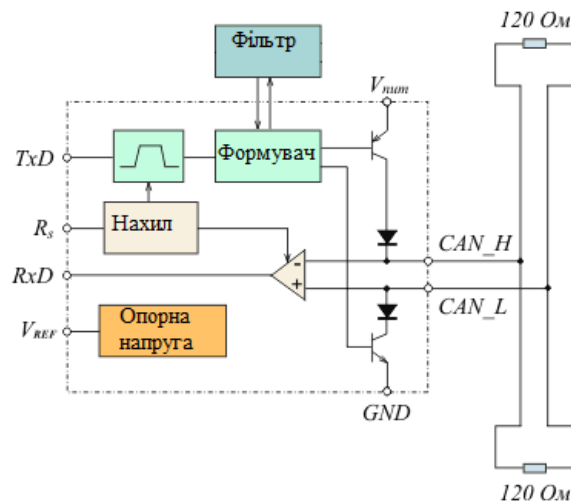 120 Ом
Фільтр
Vпит
TxD
Формувач
Rs
Нахил
CAN_H
RxD
-
+
CAN_L
VREF
Опорна
напруга
GND
120 Ом